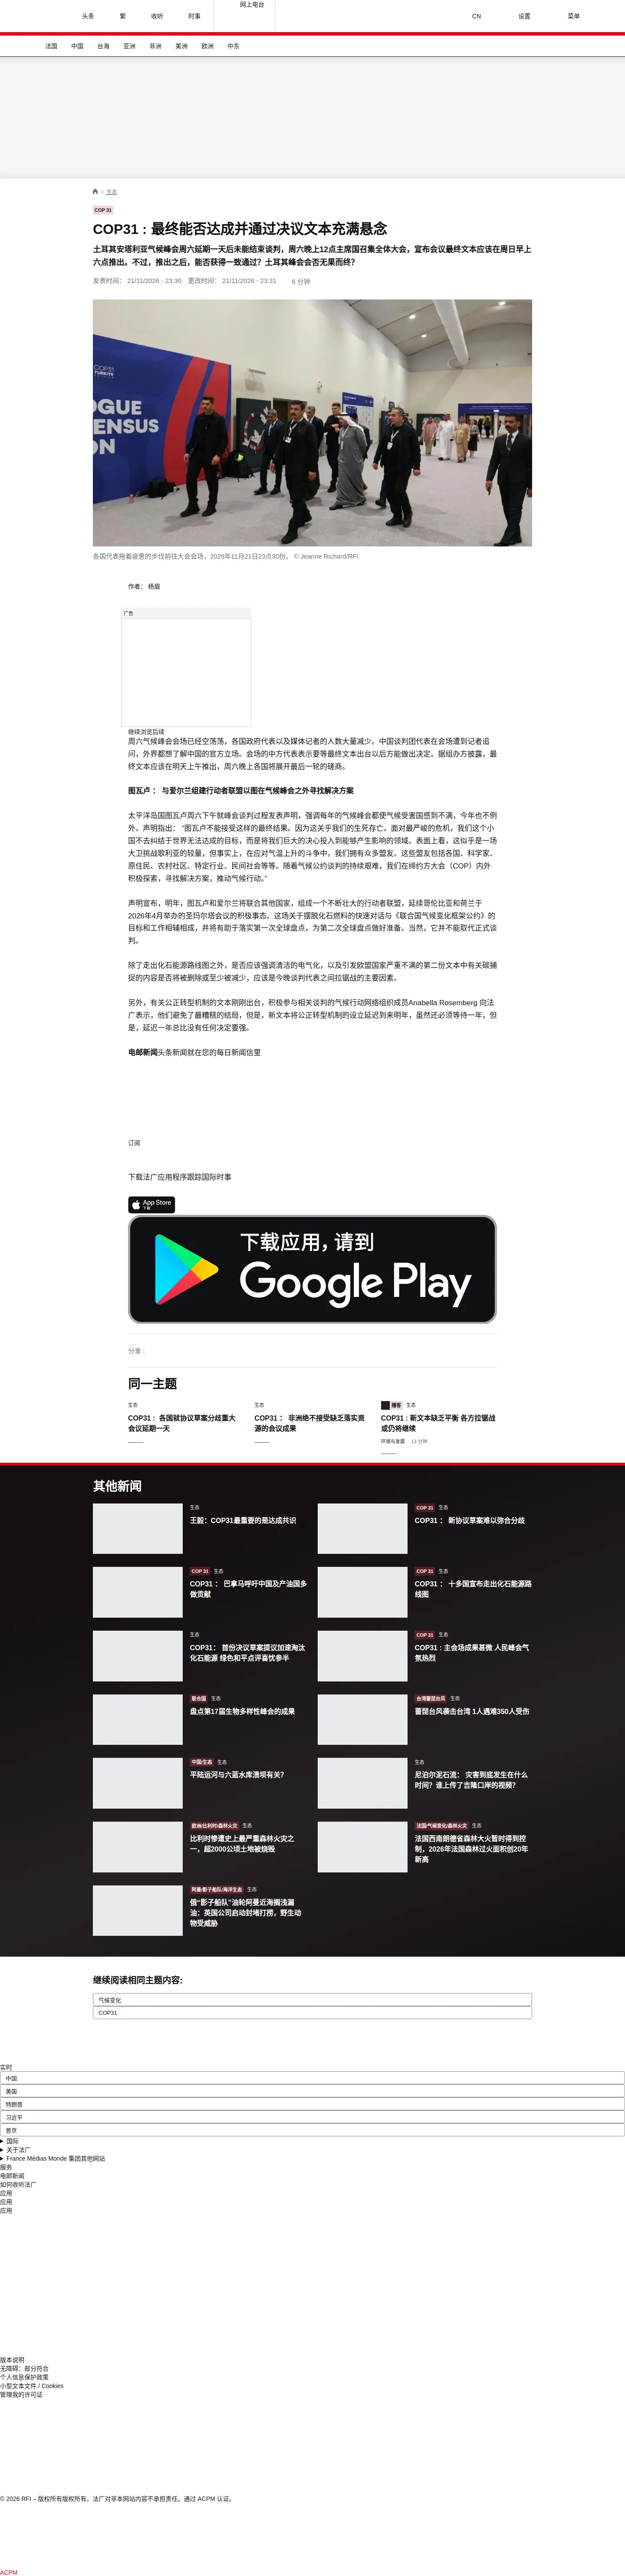 头条
繁
收听
时事
网上电台
CN
设置
菜单
法国
中国
台海
亚洲
非洲
美洲
欧洲
中东
/ 生态
COP 31
COP31 : 最终能否达成并通过决议文本充满悬念
土耳其安塔利亚气候峰会周六延期一天后未能结束谈判，周六晚上12点主席国召集全体大会，宣布会议最终文本应该在周日早上
六点推出。不过，推出之后，能否获得一致通过？土耳其峰会会否无果而终？
发表时间： 21/11/2026 - 23:30 更改时间： 21/11/2026 - 23:31
6 分钟
COP31
TÜRKİYE
OGUE
NSENSUS
ON
各国代表拖着疲惫的步伐前往大会会场，2026年11月21日23点30份。 © Jeanne Richard/RFI
作者： 杨眉
广告
继续浏览后续
周六气候峰会会场已经空荡荡，各国政府代表以及媒体记者的人数大量减少。中国谈判团代表在会场遭到记者追
问，外界都想了解中国的官方立场。会场的中方代表表示要等最终文本出台以后方能做出决定。据组办方披露，最
终文本应该在明天上午推出，周六晚上各国将展开最后一轮的磋商。
图瓦卢 ： 与爱尔兰组建行动者联盟以图在气候峰会之外寻找解决方案
太平洋岛国图瓦卢周六下午就峰会谈判过程发表声明，强调每年的气候峰会都使气候受害国感到不满，今年也不例
外。声明指出： “图瓦卢不能接受这样的最终结果。因为这关乎我们的生死存亡。面对最严峻的危机，我们这个小
国不去纠结于世界无法达成的目标，而是将我们巨大的决心投入到能够产生影响的领域。表面上看，这似乎是一场
大卫挑战歌利亚的较量，但事实上，在应对气温上升的斗争中，我们拥有众多盟友。这些盟友包括各国、科学家、
原住民、农村社区、特定行业、民间社会等等。随着气候公约谈判的持续艰难，我们在缔约方大会（COP）内外
积极探索，寻找解决方案，推动气候行动。”
声明宣布，明年，图瓦卢和爱尔兰将联合其他国家，组成一个不断壮大的行动者联盟，延续哥伦比亚和荷兰于
2026年4月举办的圣玛尔塔会议的积极事态。这场关于摆脱化石燃料的快速对话与《联合国气候变化框架公约》的
目标和工作相辅相成，并将有助于落实第一次全球盘点，为第二次全球盘点做好准备。当然，它并不能取代正式谈
判。
除了走出化石能源路线图之外，是否应该强调清洁的电气化，以及引发欧盟国家严重不满的第二份文本中有关碳捕
捉的内容是否将被删除或至少被减少，应该是今晚谈判代表之间拉锯战的主要因素。
另外，有关公正转型机制的文本刚刚出台，积极参与相关谈判的气候行动网络组织成员Anabella Rosemberg 向法
广表示，他们避免了最糟糕的结局，但是，新文本将公正转型机制的设立延迟到来明年，虽然还必须等待一年，但
是，延迟一年总比没有任何决定要强。
电邮新闻头条新闻就在您的每日新闻信里
订阅
下载法广应用程序跟踪国际时事
App Store
下载
下载应用，请到
Google Play
分享 :
同一主题
生态
COP31 : 各国就协议草案分歧重大 会议延期一天
生态
COP31 ： 非洲绝不接受缺乏落实资源的会议成果
播客
生态
COP31 : 新文本缺乏平衡 各方拉锯战或仍将继续
环境与发展 13 分钟
其他新闻
生态
王毅：COP31最重要的是达成共识
COP 31 生态
COP31 ： 新协议草案难以弥合分歧
COP 31 生态
COP31 ： 巴拿马呼吁中国及产油国多做贡献
COP 31 生态
COP31 ： 十多国宣布走出化石能源路线图
生态
COP31： 首份决议草案提议加速淘汰化石能源 绿色和平点评喜忧参半
COP 31 生态
COP31 : 主会场成果甚微 人民峰会气氛热烈
联合国 生态
盘点第17届生物多样性峰会的成果
台湾蕾琵台风 生态
蕾琵台风袭击台湾 1人遇难350人受伤
中国/生态 生态
平陆运河与六蓝水库溃坝有关？
生态
尼泊尔泥石流： 灾害到底发生在什么时间？谁上传了吉隆口岸的视频？
欧洲/比利时/森林火灾 生态
比利时惨遭史上最严重森林火灾之一，超2000公顷土地被烧毁
法国/气候变化/森林火灾 生态
法国西南朗德省森林大火暂时得到控制，2026年法国森林过火面积创20年新高
阿曼/影子船队/海洋生态 生态
俄“影子船队”油轮阿曼近海搁浅漏油：英国公司启动封堵打捞，野生动物受威胁
继续阅读相同主题内容:
气候变化
COP31
实时
中国
美国
特朗普
习近平
普京
国际
关于法广
France Médias Monde 集团其他网站
服务
电邮新闻
如何收听法广
应用
应用
应用
版本说明
无障碍：部分符合
个人信息保护政策
小型文本文件 / Cookies
管理我的许可证
© 2026 RFI – 版权所有版权所有。法广对非本网站内容不承担责任。通过 ACPM 认证。
ACPM